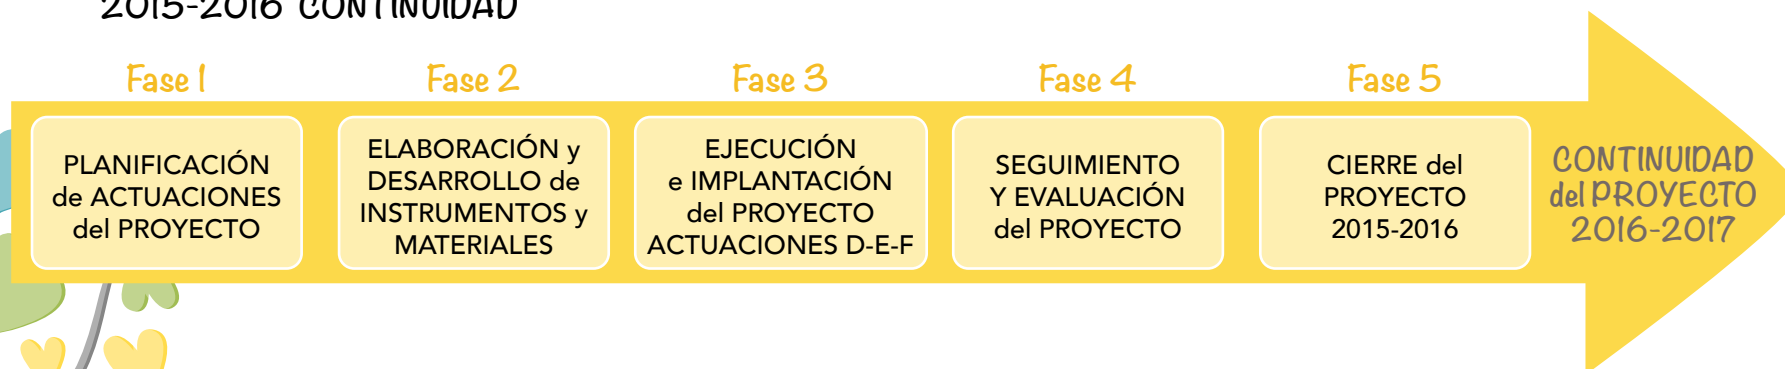 2015-2016 CONTINUIDAD
Fase 1
Fase 2
Fase 3
Fase 4
Fase 5
PLANIFICACIÓN
de ACTUACIONES
del PROYECTO
ELABORACIÓN y
DESARROLLO de
INSTRUMENTOS y
MATERIALES
EJECUCIÓN
e IMPLANTACIÓN
del PROYECTO
ACTUACIONES D-E-F
SEGUIMIENTO
Y EVALUACIÓN
del PROYECTO
CIERRE del
PROYECTO
2015-2016
CONTINUIDAD
del PROYECTO
2016-2017